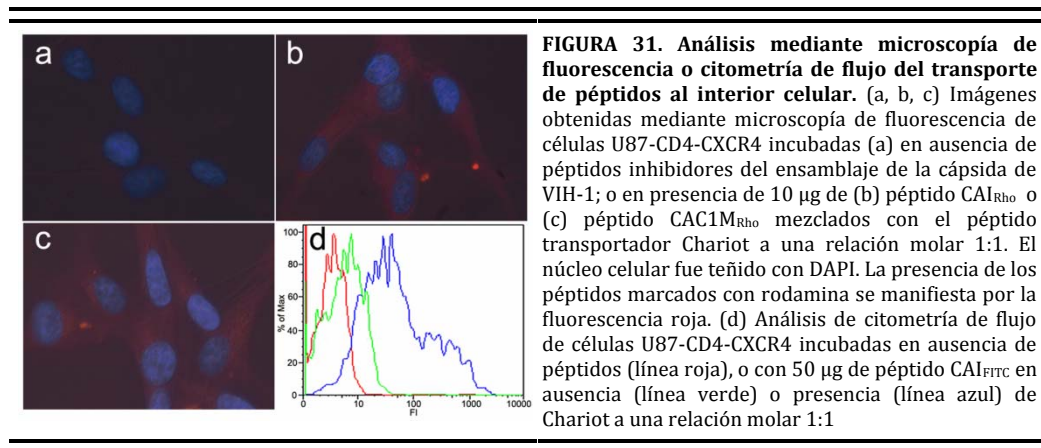 a
b
c
d
% of Max
100
80
60
40
20
0
0 10 100 1000 10000
FI
FIGURA 31. Análisis mediante microscopía de
fluorescencia o citometría de flujo del transporte
de péptidos al interior celular. (a, b, c) Imágenes
obtenidas mediante microscopía de fluorescencia de
células U87-CD4-CXCR4 incubadas (a) en ausencia de
péptidos inhibidores del ensamblaje de la cápsida de
VIH-1; o en presencia de 10 µg de (b) péptido CAIRho o
(c) péptido CAC1MRho mezclados con el péptido
transportador Chariot a una relación molar 1:1. El
núcleo celular fue teñido con DAPI. La presencia de los
péptidos marcados con rodamina se manifiesta por la
fluorescencia roja. (d) Análisis de citometría de flujo
de células U87-CD4-CXCR4 incubadas en ausencia de
péptidos (línea roja), o con 50 µg de péptido CAIFITC en
ausencia (línea verde) o presencia (línea azul) de
Chariot a una relación molar 1:1